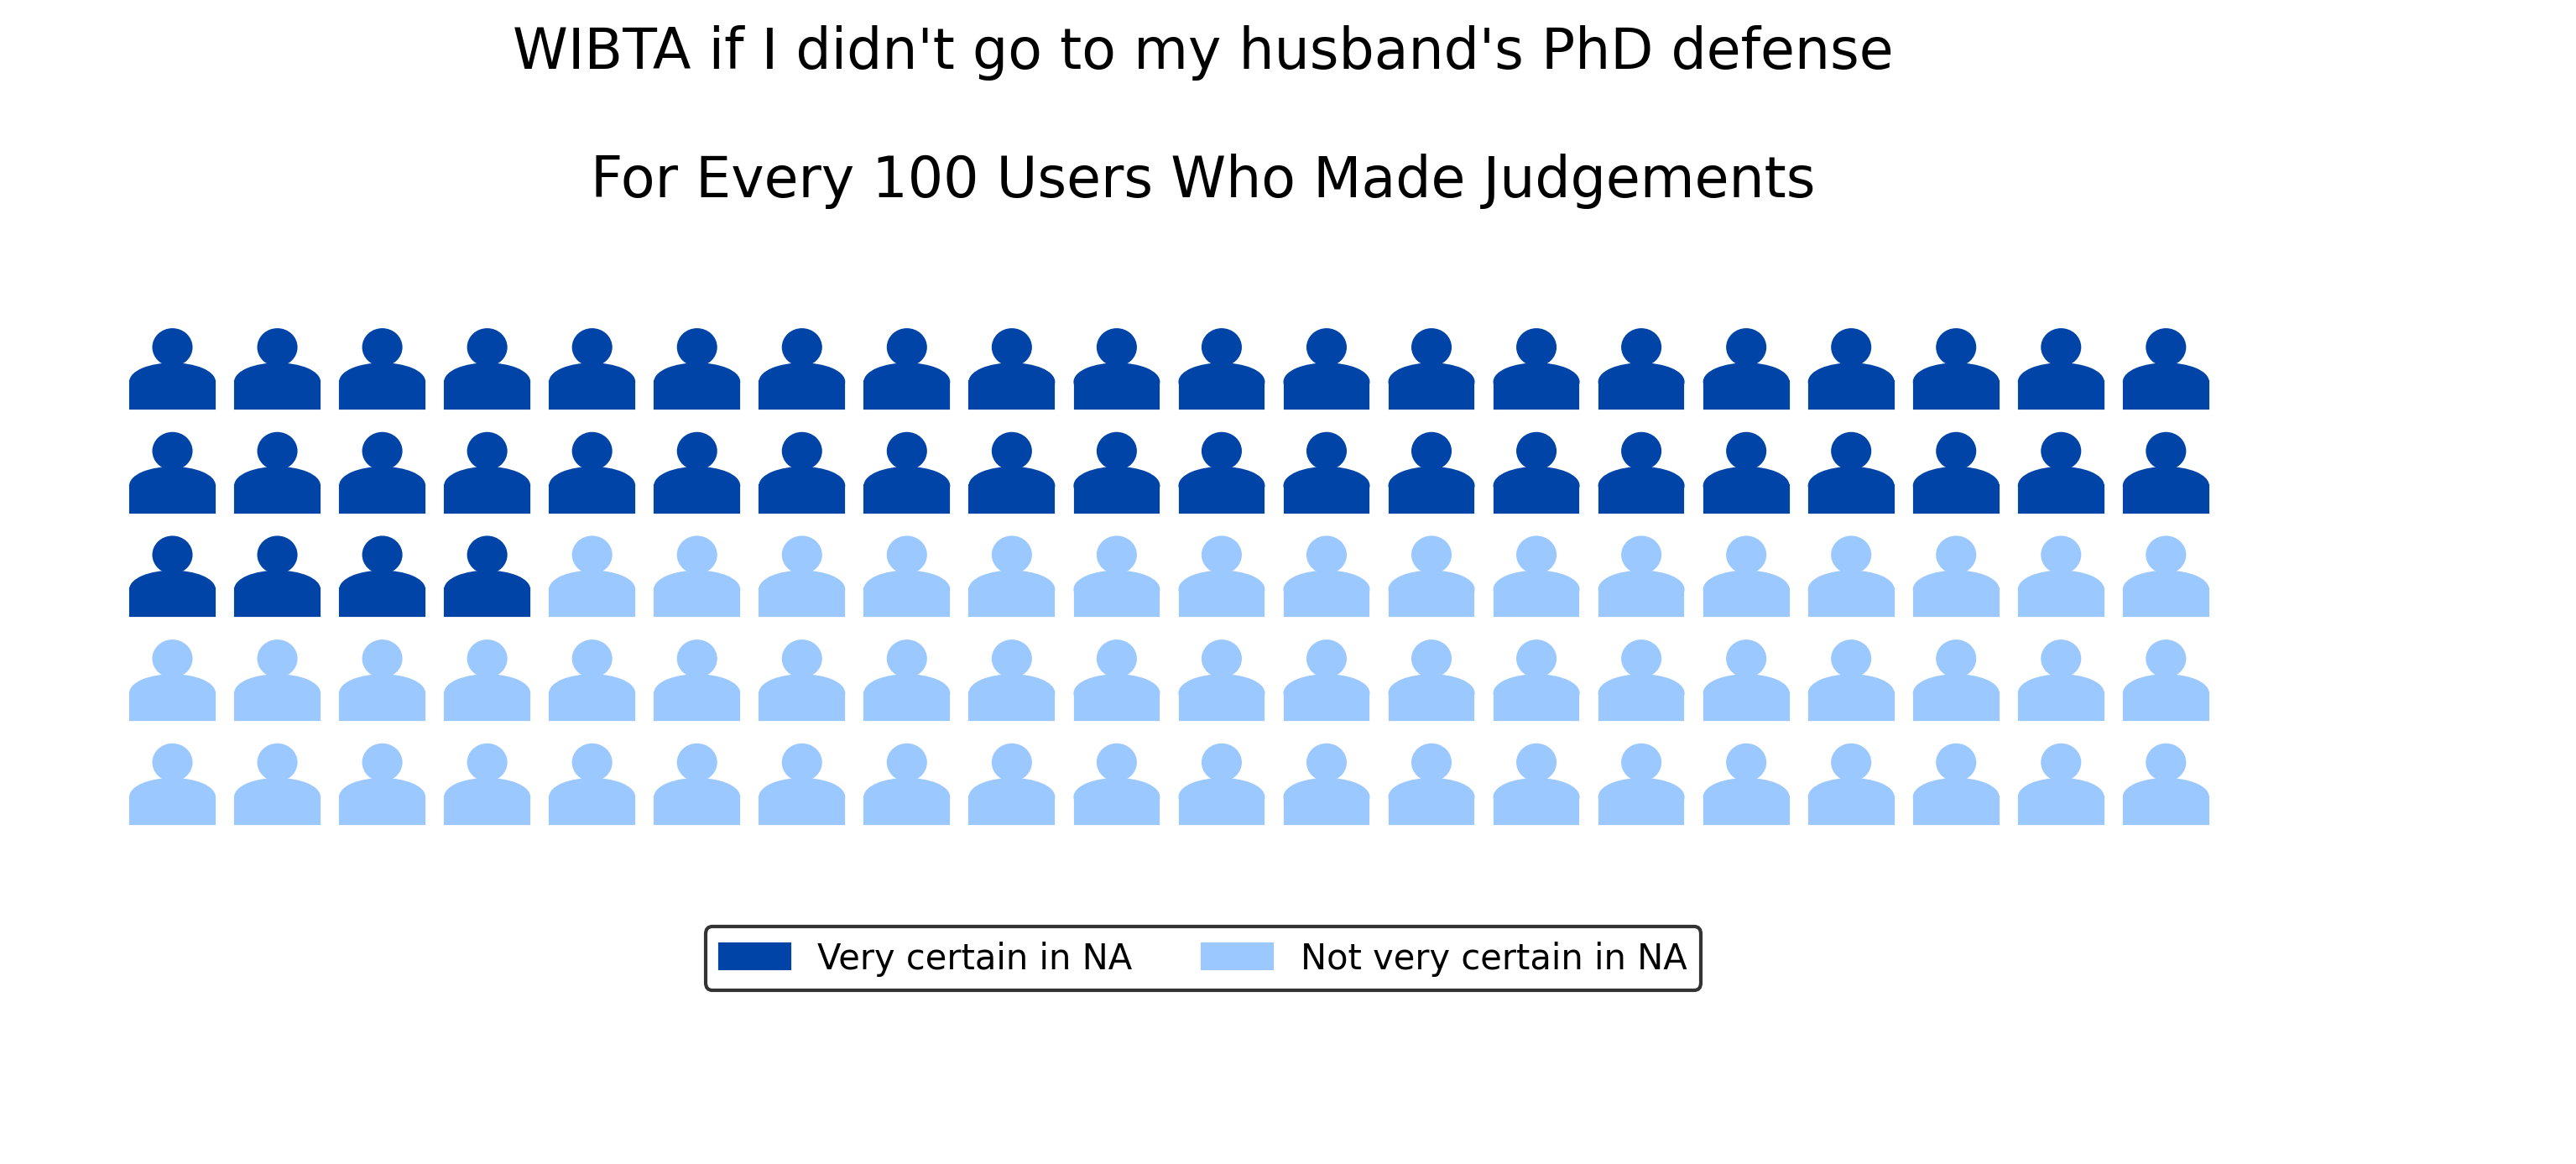 WIBTA if I didn't go to my husband's PhD defense
For Every 100 Users Who Made Judgements
Very certain in NA
Not very certain in NA